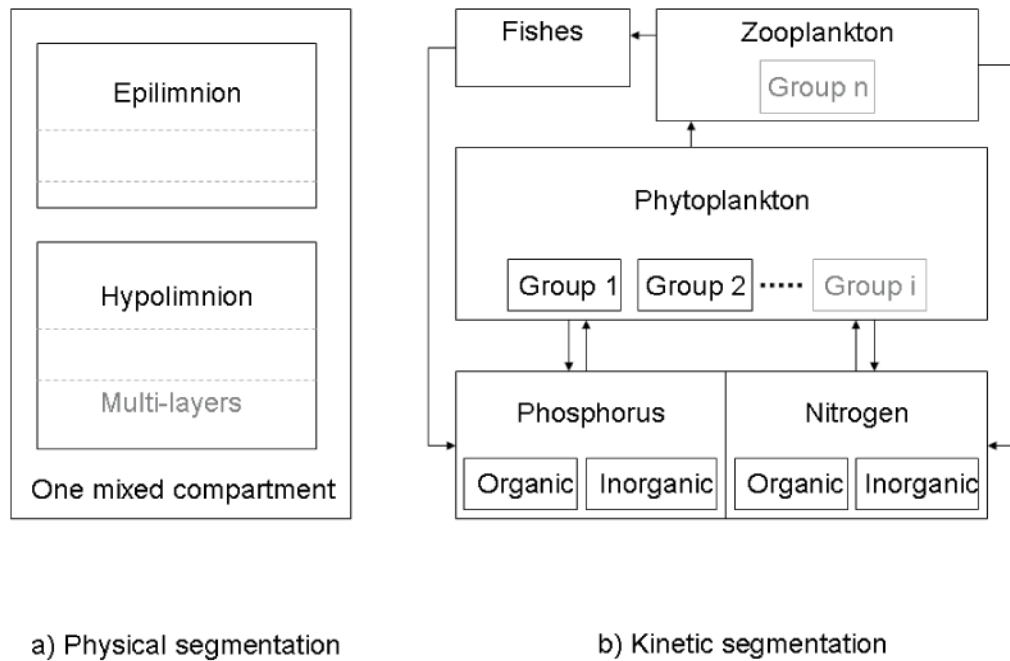 Epilimnion
Hypolimnion
Multi-layers
One mixed compartment
a) Physical segmentation
Fishes
Zooplankton
Group n
Phytoplankton
Group 1 Group 2 ..... Group i
Phosphorus Nitrogen
Organic Inorganic Organic Inorganic
b) Kinetic segmentation